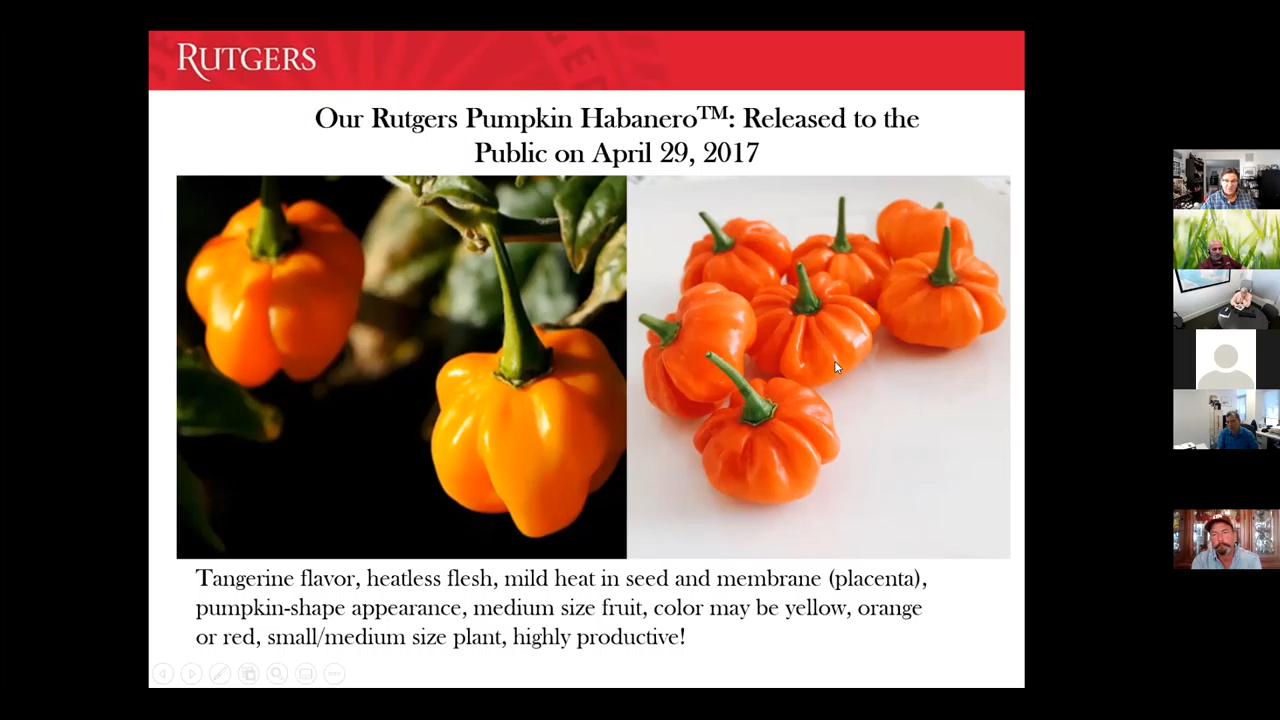 RUTGERS
Our Rutgers Pumpkin Habanero™: Released to the
Public on April 29, 2017
Tangerine flavor, heatless flesh, mild heat in seed and membrane (placenta),
pumpkin-shape appearance, medium size fruit, color may be yellow, orange
or red, small/medium size plant, highly productive!